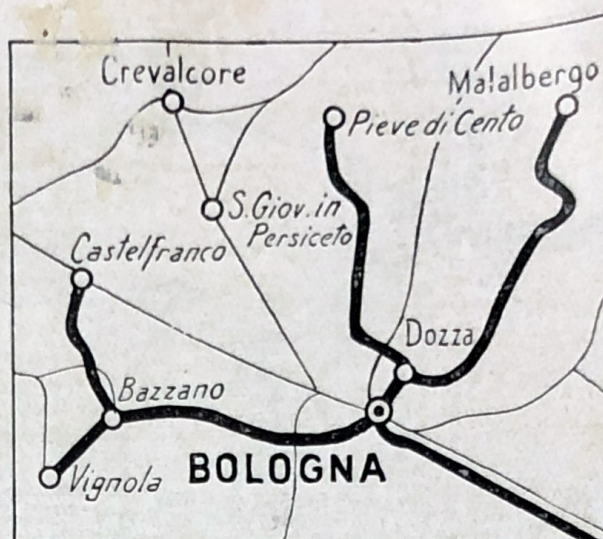 Crevalcore
Malalbergo
Pieve di Cento
S. Giov. in
Persiceto
Castelfranco
Dozza
Bazzano
BOLOGNA
Vignola